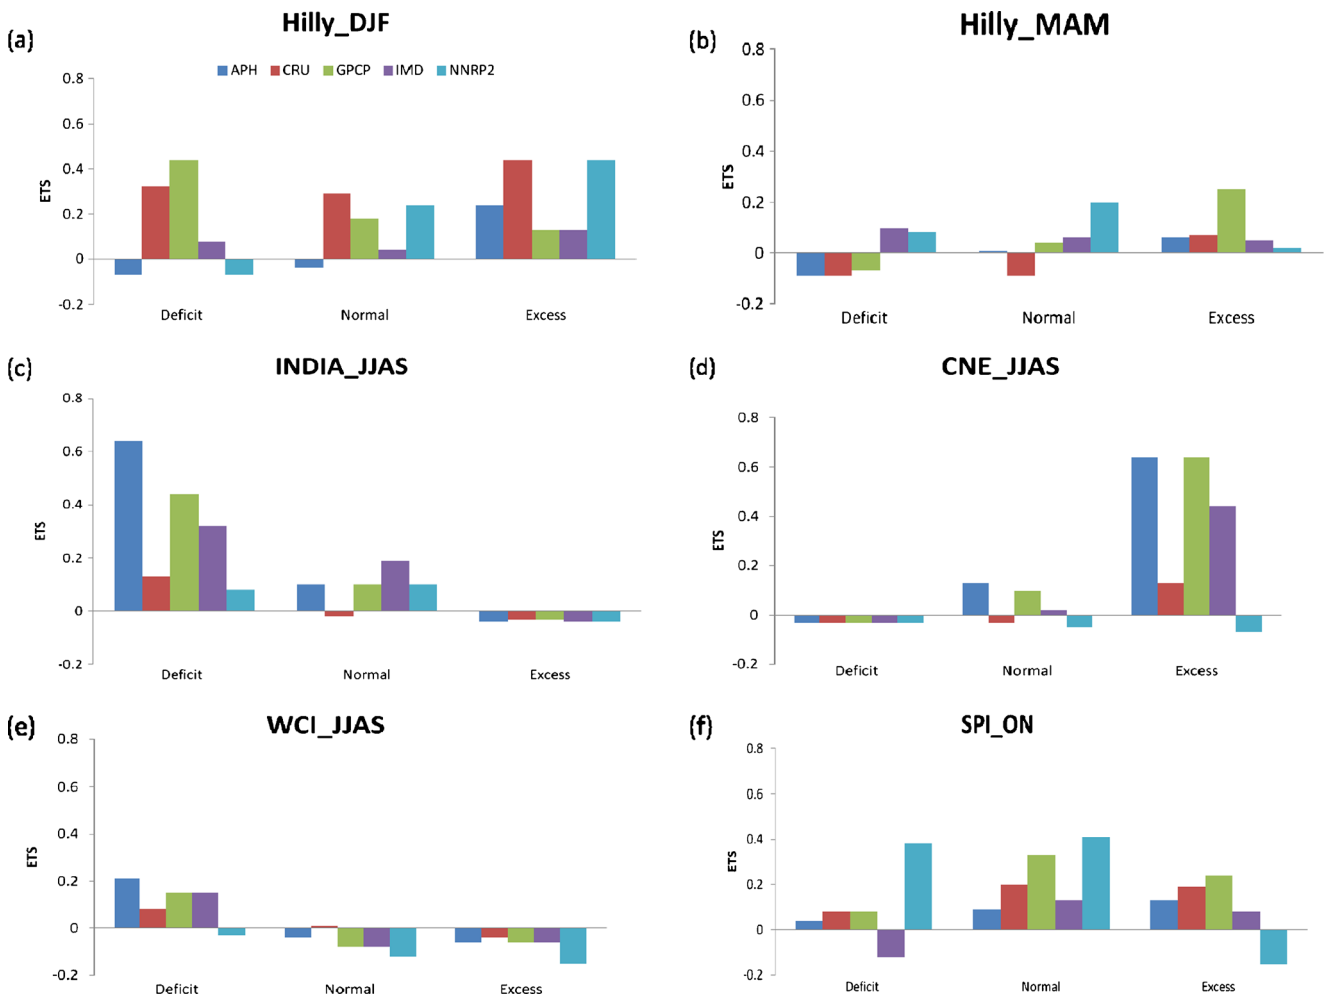 (a)
Hilly_DJF
APH CRU GPCP IMD NNRP2
ETS
0.8
0.6
0.4
0.2
0
-0.2
Deficit Normal Excess
(b)
Hilly_MAM
ETS
0.8
0.6
0.4
0.2
0
-0.2
Deficit Normal Excess
(c)
INDIA_JJAS
ETS
0.8
0.6
0.4
0.2
0
-0.2
Deficit Normal Excess
(d)
CNE_JJAS
ETS
0.8
0.6
0.4
0.2
0
-0.2
Deficit Normal Excess
(e)
WCI_JJAS
ETS
0.8
0.6
0.4
0.2
0
-0.2
Deficit Normal Excess
(f)
SPI_ON
ETS
0.8
0.6
0.4
0.2
0
-0.2
Deficit Normal Excess